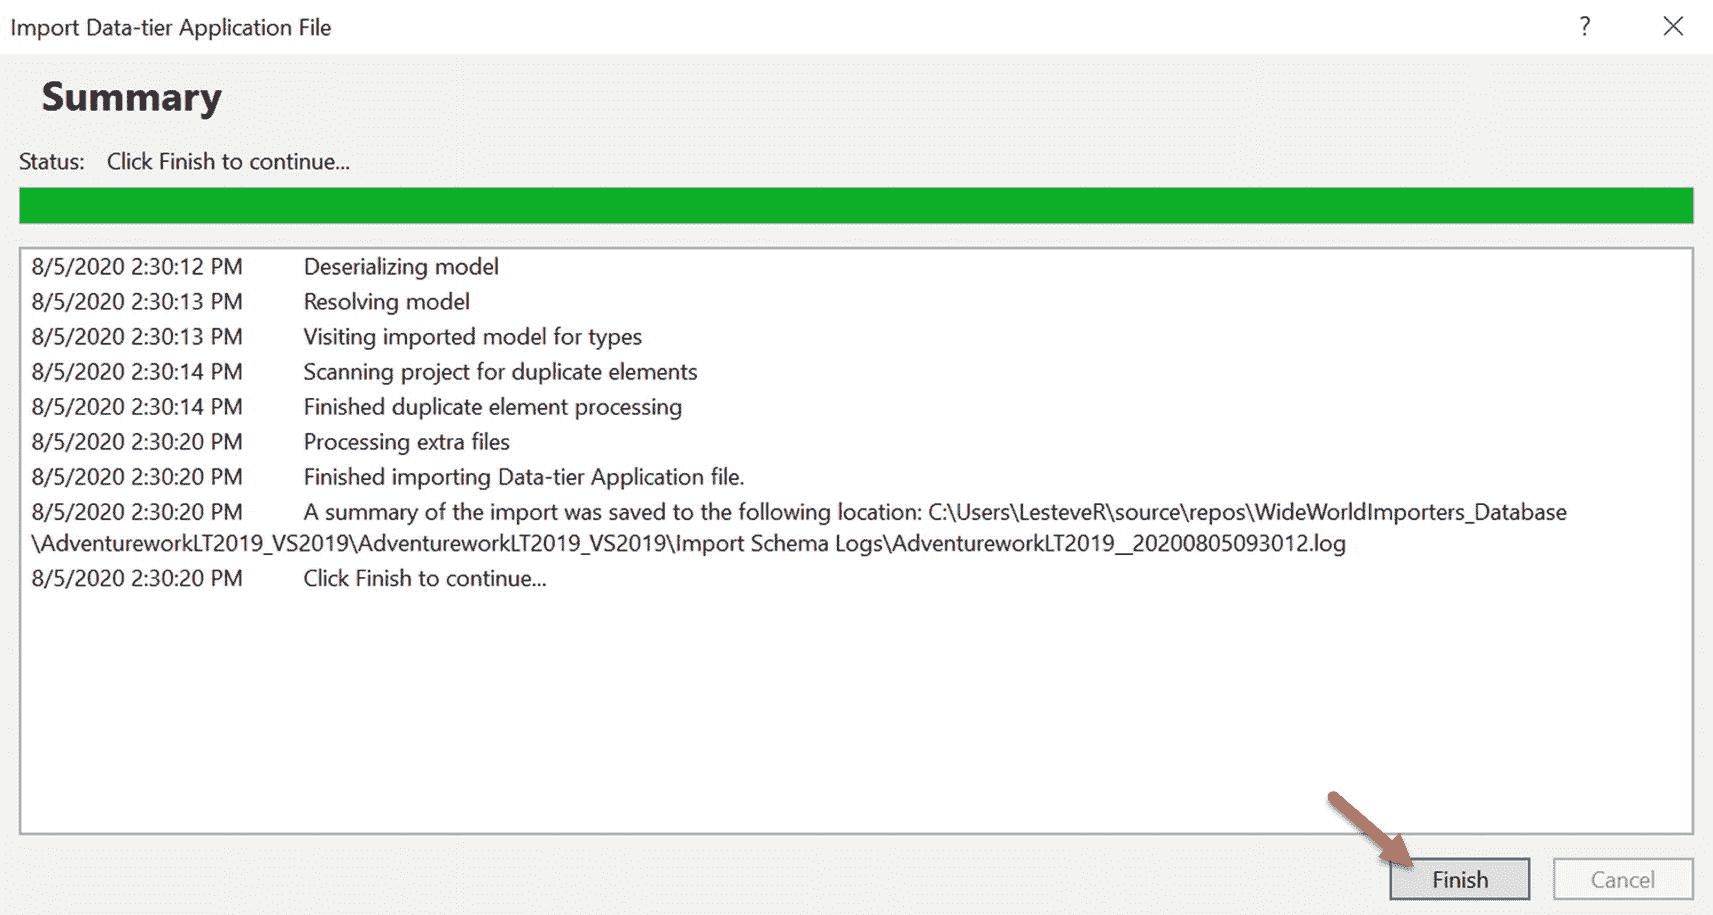 Import Data-tier Application File ?
Summary
Status: Click Finish to continue...
8/5/2020 2:30:12 PM Deserializing model
8/5/2020 2:30:13 PM Resolving model
8/5/2020 2:30:13 PM Visiting imported model for types
8/5/2020 2:30:14 PM Scanning project for duplicate elements
8/5/2020 2:30:14 PM Finished duplicate element processing
8/5/2020 2:30:20 PM Processing extra files
8/5/2020 2:30:20 PM Finished importing Data-tier Application file.
8/5/2020 2:30:20 PM A summary of the import was saved to the following location: C:\Users\LesteveR\source\repos\WideWorldImporters_Database
\AdventureworkLT2019_VS2019\AdventureworkLT2019_VS2019\Import Schema Logs\AdventureworkLT2019__20200805093012.log
8/5/2020 2:30:20 PM Click Finish to continue...
Finish Cancel